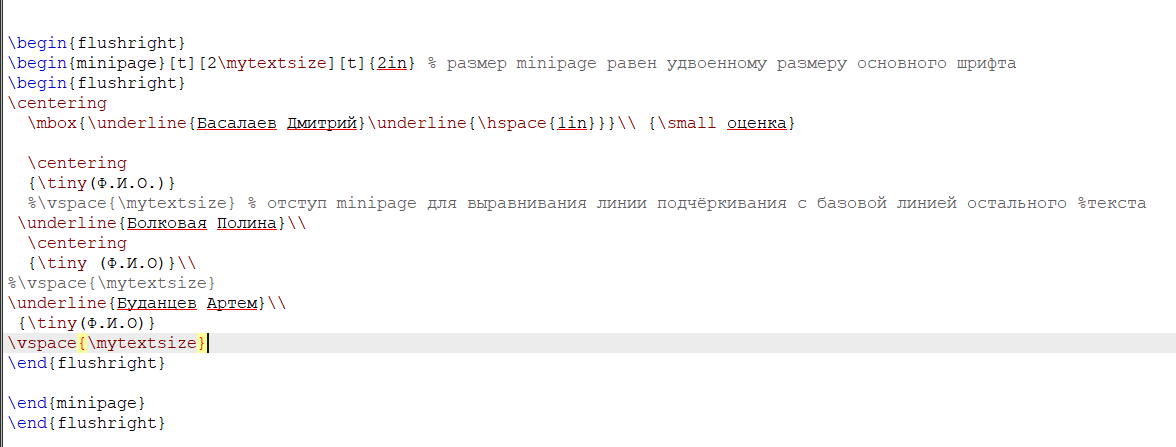 \begin{flushright}
\begin{minipage}[t][2\mytextsize][t]{2in} % размер minipage равен удвоенному размеру основного шрифта
\begin{flushright}
\centering
\mbox{\underline{Басалаев Дмитрий}\underline{\hspace{1in}}}\\ {\small оценка}
\centering
{\tiny(Ф.И.О.)}
%\vspace{\mytextsize} % отступ minipage для выравнивания линии подчёркивания с базовой линией остального %текста
\underline{Болковая Полина}\\
\centering
{\tiny (Ф.И.О)}\\
%\vspace{\mytextsize}
\underline{Буданцев Артем}\\
{\tiny(Ф.И.О)}
\vspace{\mytextsize}
\end{flushright}
\end{minipage}
\end{flushright}